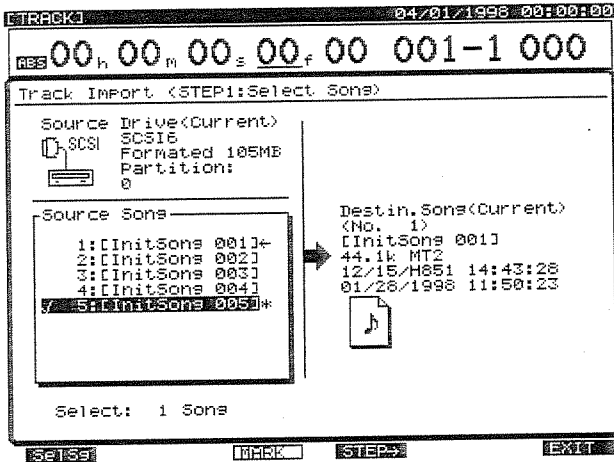 [TRACK] 04/01/1998 00:00:00
ABS 00h 00m 00s 00f 00 001-1 000
Track Import (STEP1:Select Song)
Source Drive(Current)
SCSI
SCSI6
Formated 105MB
Partition:
0
Source Song
1:[InitSong 001]←
2:[InitSong 002]
3:[InitSong 003]
4:[InitSong 004]
✓ 5:[InitSong 005]*
Select: 1 Song
Destin.Song(Current)
(No. 1)
[InitSong 001]
44.1k MT2
12/15/H851 14:43:28
01/28/1998 11:50:23
SelSg MARK STEP→ EXIT